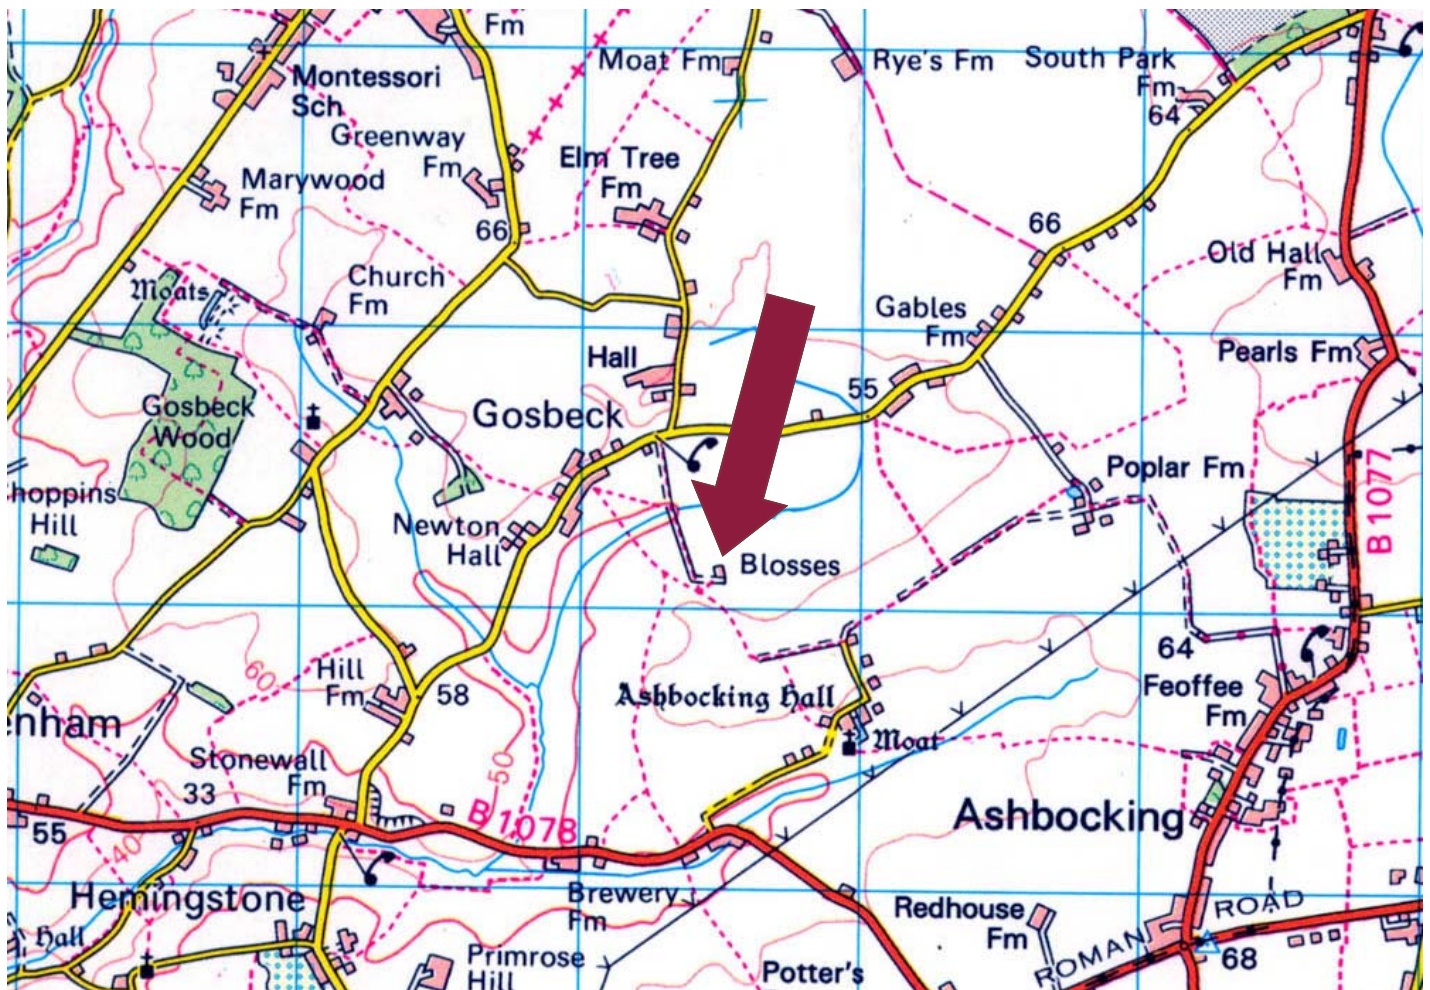 Fm
Moat Fm
Rye's Fm
South Park
Fm
64
Montessori
Sch
Greenway
Fm
Elm Tree
Fm
Marywood
Fm
66
66
Old Hall
Fm
Church
Fm
Moats
Gables
Fm
Hall
Pearls Fm
55
Gosbeck
Wood
Gosbeck
Poplar Fm
hoppins
Hill
Newton
Hall
B 1077
Blosses
64
60
Hill
Fm
58
Ashbocking Hall
Feoffee
Fm
enham
Moat
Stonewall
Fm
50
33
55
B 1078
Ashbocking
40
Hemingstone
Brewery
Fm
Redhouse
Fm
ROMAN ROAD
Hall
Primrose
Hill
68
Potter's